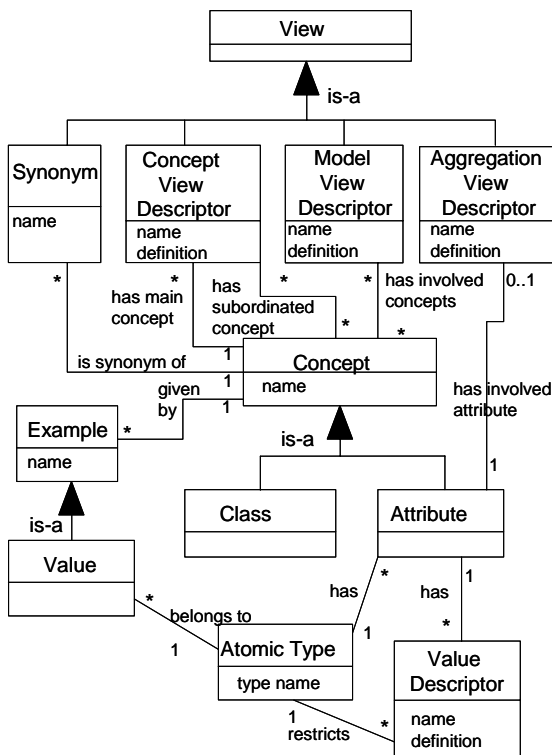 View
is-a
Synonym
name
Concept
View
Descriptor
name
definition
Model
View
Descriptor
name
definition
Aggregation
View
Descriptor
name
definition
*
*
*
*
0..1
has main
concept
has
subordinated
concept
has involved
concepts
*
*
1
is synonym of
1
given
by
1
Concept
name
has involved
attribute
Example
name
*
is-a
is-a
1
Class
Attribute
Value
*
belongs to
1
has
*
1
1
has
*
Atomic Type
type name
Value
Descriptor
name
definition
1
restricts
*